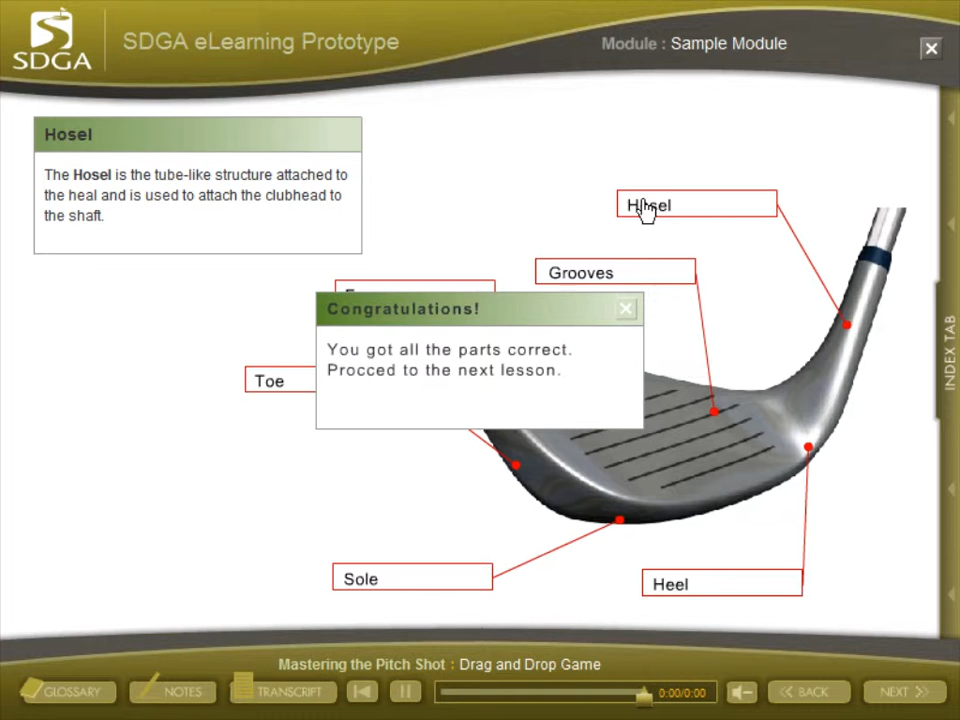 SDGA
SDGA eLearning Prototype
Module : Sample Module
Hosel
The Hosel is the tube-like structure attached to
the heal and is used to attach the clubhead to
the shaft.
Hosel
Grooves
Congratulations!
You got all the parts correct.
Procced to the next lesson.
Toe
Sole
Heel
INDEX TAB
Mastering the Pitch Shot : Drag and Drop Game
GLOSSARY
NOTES
TRANSCRIPT
0:00/0:00
BACK
NEXT